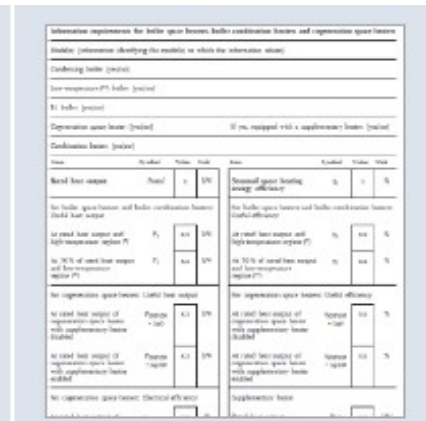 Information requirements for boiler space heaters, boiler combination heaters and cogeneration space heaters
Model(s): [information identifying the model(s) to which the information relates]
Condensing boiler: [yes/no]
Low-temperature (**) boiler: [yes/no]
B1 boiler: [yes/no]
Cogeneration space heater: [yes/no] If yes, equipped with a supplementary heater: [yes/no]
Combination heater: [yes/no]
Item Symbol Value Unit Item Symbol Value Unit
Rated heat output Prated x kW Seasonal space heating energy efficiency ηs x %
For boiler space heaters and boiler combination heaters: Useful heat output
For boiler space heaters and boiler combination heaters: Useful efficiency
At rated heat output and high-temperature regime (*) P4 x,x kW
At rated heat output and high-temperature regime (*) η4 x,x %
At 30 % of rated heat output and low-temperature regime (**) P1 x,x kW
At 30 % of rated heat output and low-temperature regime (**) η1 x,x %
For cogeneration space heaters: Useful heat output
For cogeneration space heaters: Useful efficiency
At rated heat output of cogeneration space heater with supplementary heater disabled x,x kW
At rated heat output of cogeneration space heater with supplementary heater disabled x,x %
At rated heat output of cogeneration space heater with supplementary heater enabled x,x kW
At rated heat output of cogeneration space heater with supplementary heater enabled x,x %
For cogeneration space heaters: Electrical efficiency
Supplementary heater